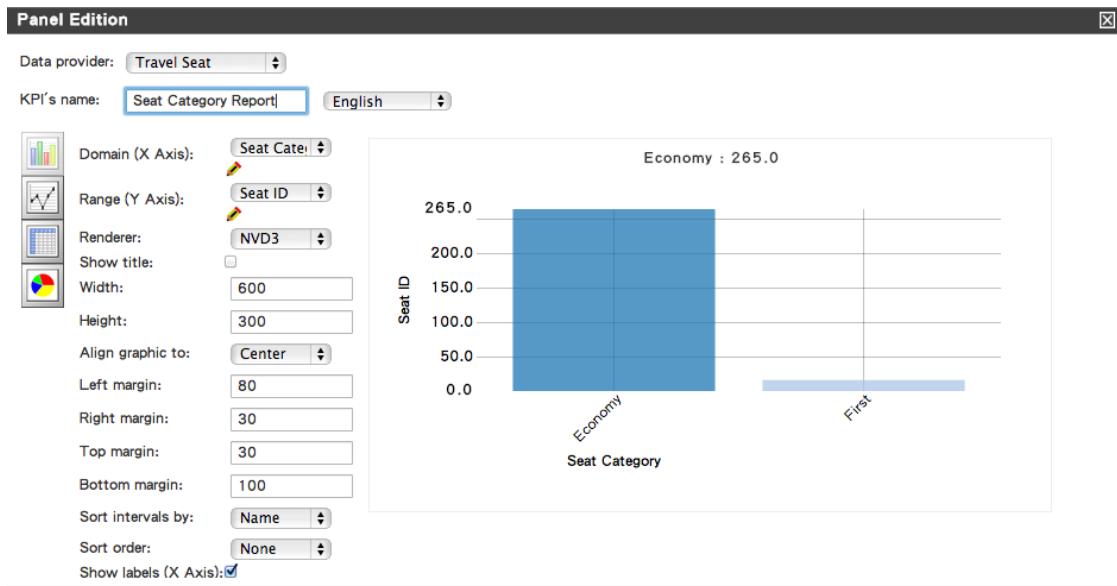 Panel Edition
Data provider: Travel Seat
KPI's name: Seat Category Report English
Domain (X Axis): Seat Cate
Range (Y Axis): Seat ID
Renderer: NVD3
Show title:
Width: 600
Height: 300
Align graphic to: Center
Left margin: 80
Right margin: 30
Top margin: 30
Bottom margin: 100
Sort intervals by: Name
Sort order: None
Show labels (X Axis):
Economy : 265.0
265.0
200.0
150.0
100.0
50.0
0.0
Seat ID
Economy
First
Seat Category